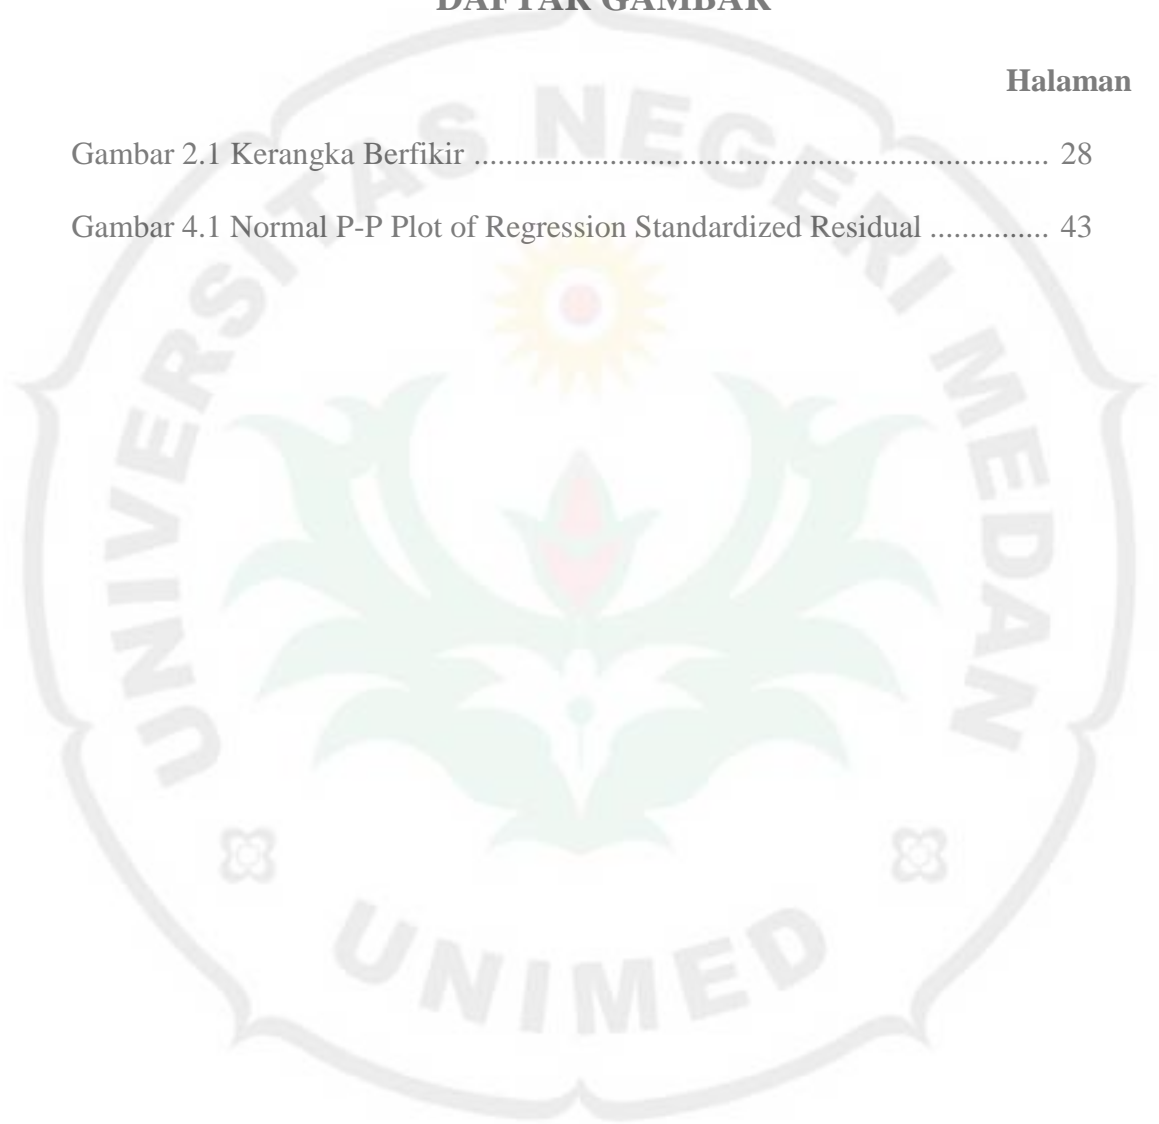 DAFTAR GAMBAR
Halaman
Gambar 2.1 Kerangka Berfikir ........................................................................ 28
Gambar 4.1 Normal P-P Plot of Regression Standardized Residual ............... 43
UNIVERSITAS NEGERI MEDAN
UNIMED